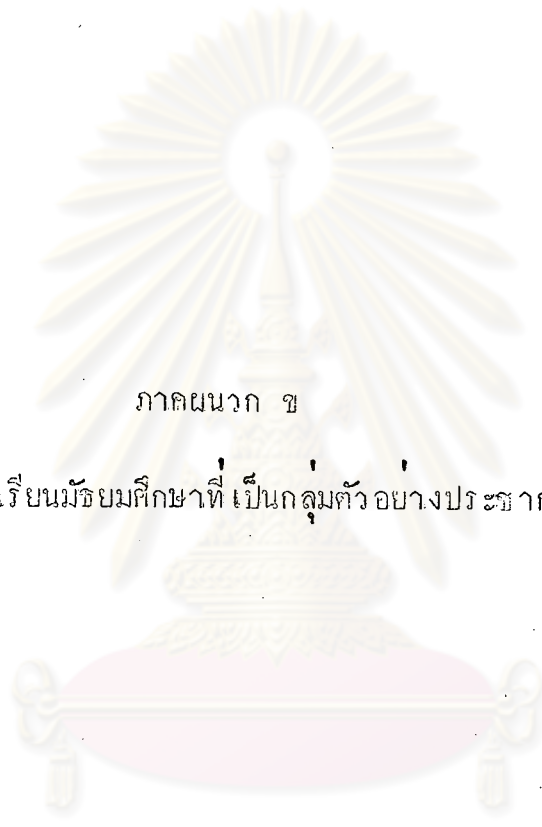 ภาคผนวก ข
เรียนมัธยมศึกษาที่เป็นกลุ่มตัวอย่างประชาก